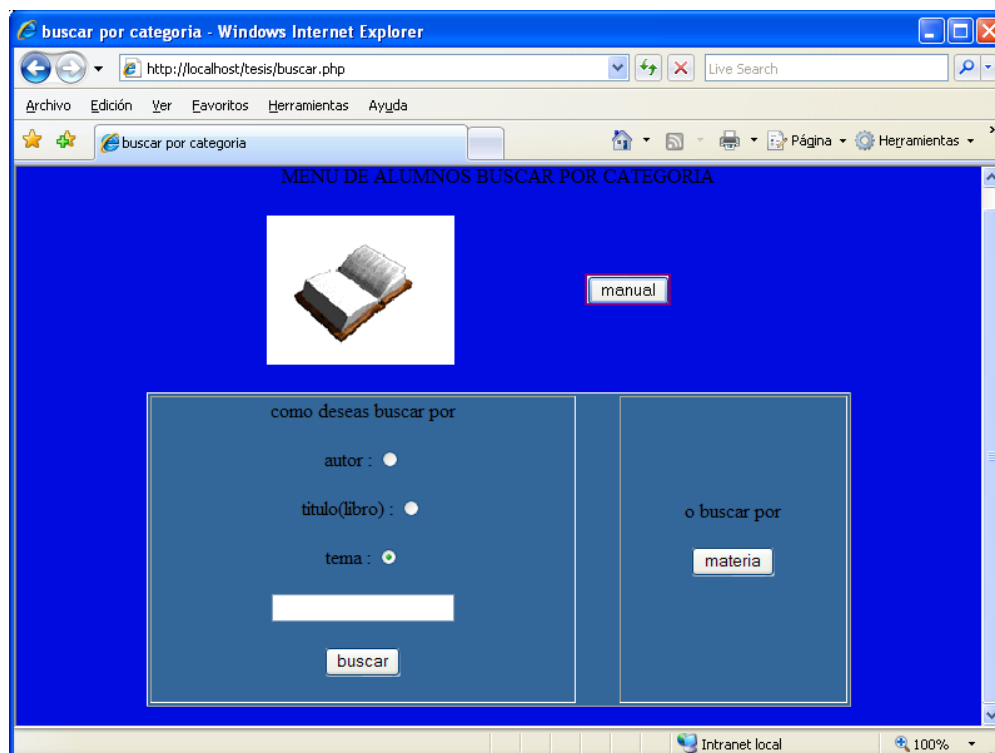 buscar por categoria - Windows Internet Explorer
http://localhost/tesis/buscar.php
Live Search
Archivo Edición Ver Favoritos Herramientas Ayuda
buscar por categoria
Página Herramientas
MENU DE ALUMNOS BUSCAR POR CATEGORIA
manual
como deseas buscar por
autor :
titulo(libro) :
tema :
buscar
o buscar por
materia
Intranet local
100%